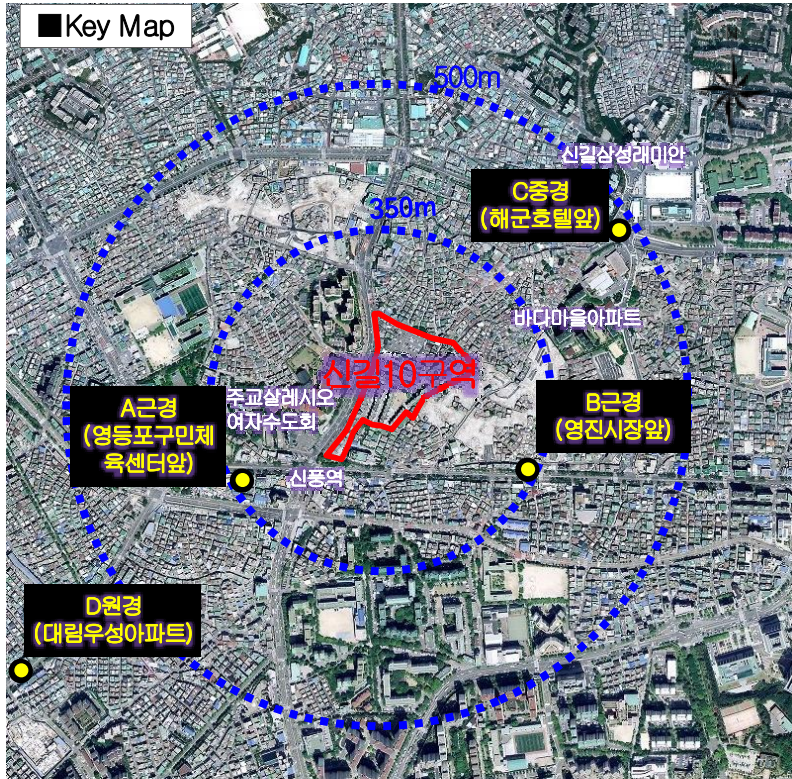 ■Key Map
500m
신길삼성래미안
C중경
(해군호텔앞)
350m
바다마을아파트
신길10구역
주교살레시오
여자수도회
A근경
(영등포구민체
육센터앞)
B근경
(영진시장앞)
신풍역
D원경
(대림우성아파트)